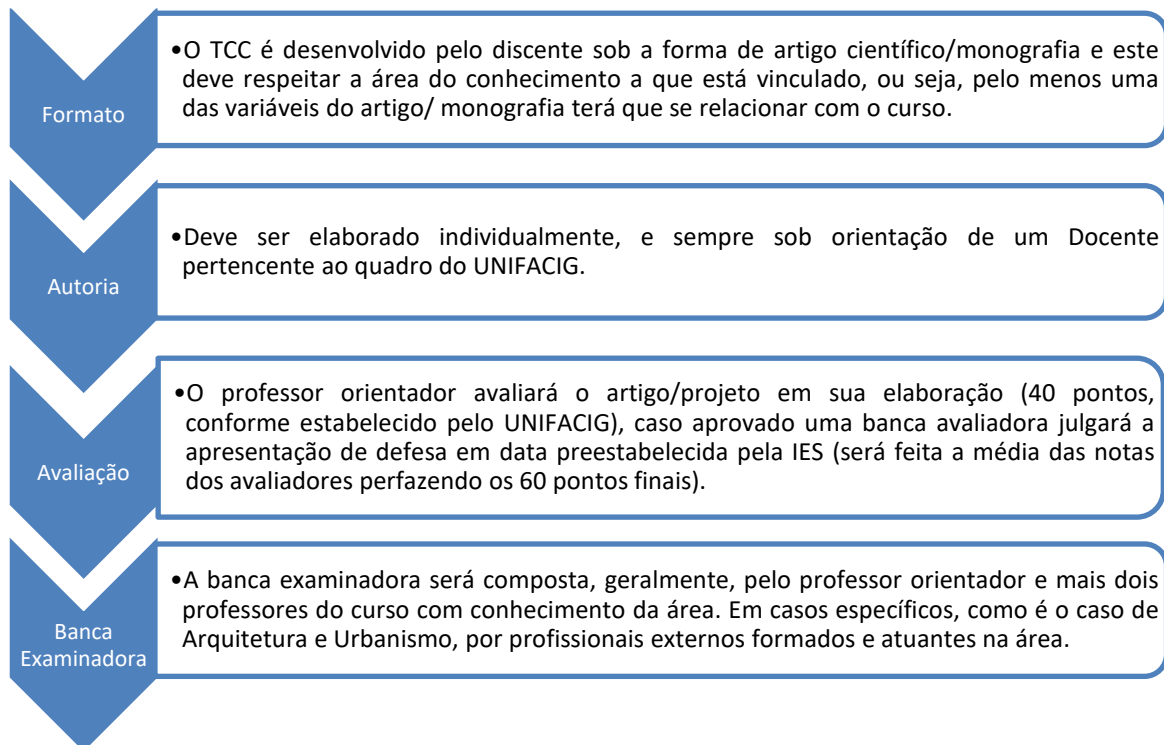 Formato
•O TCC é desenvolvido pelo discente sob a forma de artigo científico/monografia e este
deve respeitar a área do conhecimento a que está vinculado, ou seja, pelo menos uma
das variáveis do artigo/ monografia terá que se relacionar com o curso.
Autoria
•Deve ser elaborado individualmente, e sempre sob orientação de um Docente
pertencente ao quadro do UNIFACIG.
Avaliação
•O professor orientador avaliará o artigo/projeto em sua elaboração (40 pontos,
conforme estabelecido pelo UNIFACIG), caso aprovado uma banca avaliadora julgará a
apresentação de defesa em data preestabelecida pela IES (será feita a média das notas
dos avaliadores perfazendo os 60 pontos finais).
Banca
Examinadora
•A banca examinadora será composta, geralmente, pelo professor orientador e mais dois
professores do curso com conhecimento da área. Em casos específicos, como é o caso de
Arquitetura e Urbanismo, por profissionais externos formados e atuantes na área.